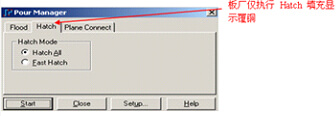 Pour Manager
板厂仅执行 Hatch 填充显示覆铜
Flood Hatch Plane Connect
Hatch Mode
Hatch All
Fast Hatch
Start Close Setup... Help